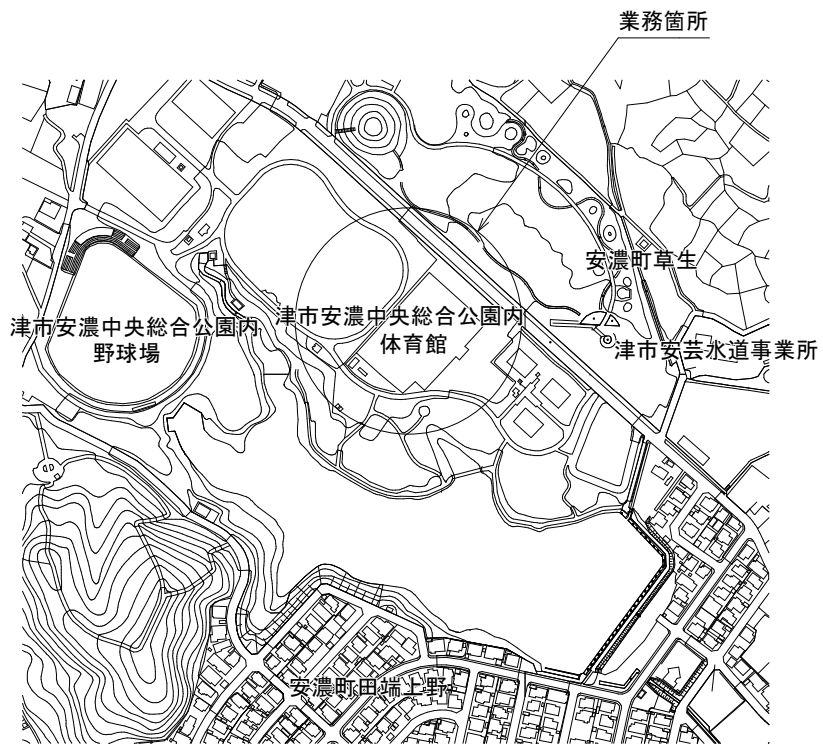 業務箇所
安濃町草生
津市安濃中央総合公園内
野球場
津市安濃中央総合公園内
体育館
津市安芸水道事業所
安濃町田端上野